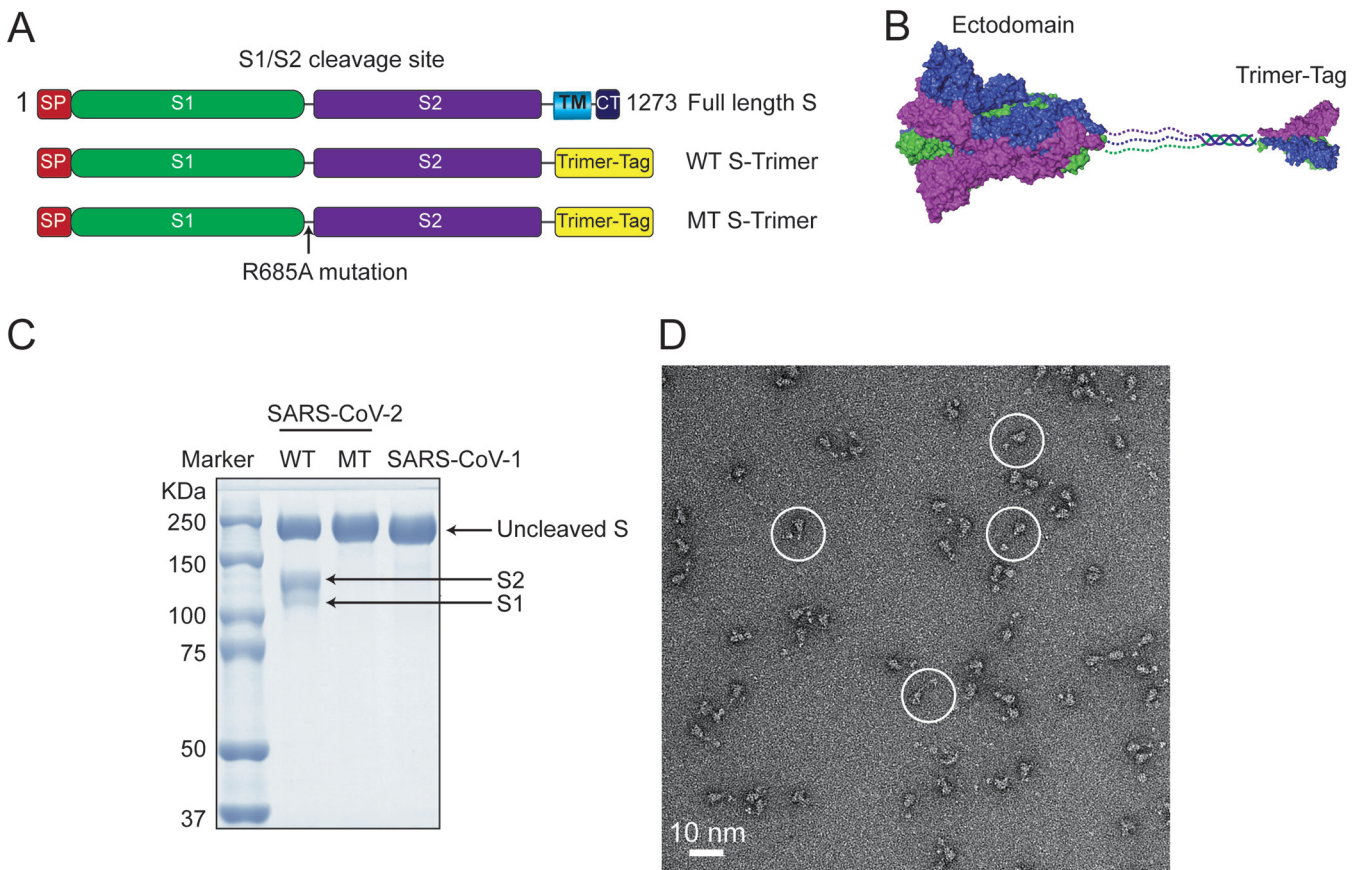 A
S1/S2 cleavage site
1 SP S1 S2 TM CT 1273 Full length S
SP S1 S2 Trimer-Tag WT S-Trimer
SP S1 S2 Trimer-Tag MT S-Trimer
R685A mutation
B
Ectodomain
Trimer-Tag
C
SARS-CoV-2
Marker WT MT SARS-CoV-1
KDa
250
Uncleaved S
150
S2
S1
100
75
50
37
D
10 nm